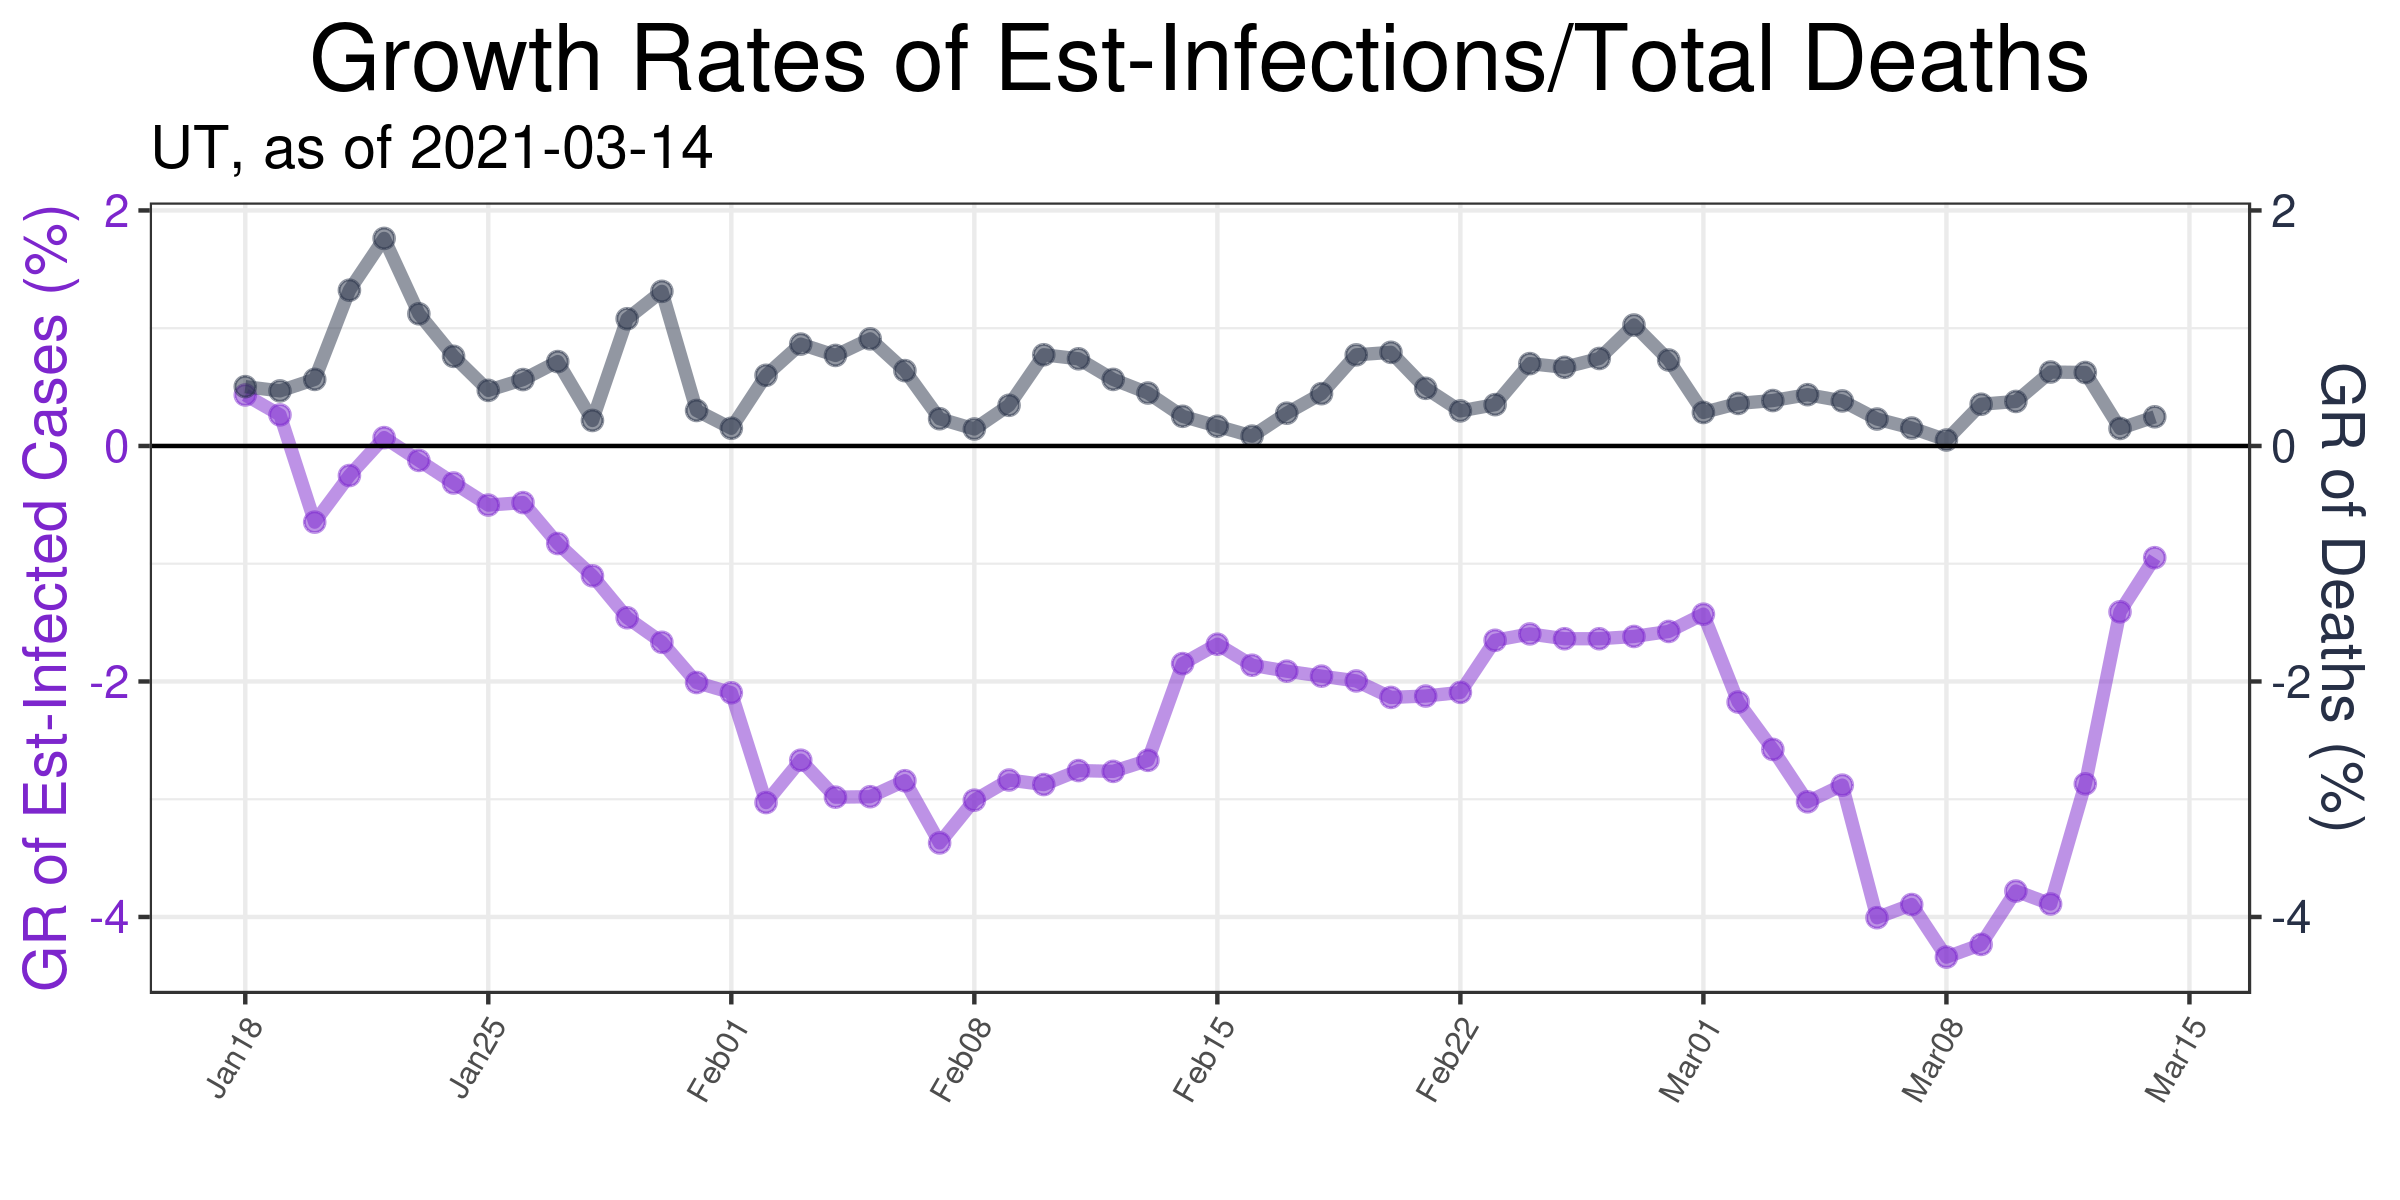 Growth Rates of Est-Infections/Total Deaths
UT, as of 2021-03-14
GR of Est-Infected Cases (%)
2
0
-2
-4
2
0
-2
-4
GR of Deaths (%)
Jan18
Jan25
Feb01
Feb08
Feb15
Feb22
Mar01
Mar08
Mar15